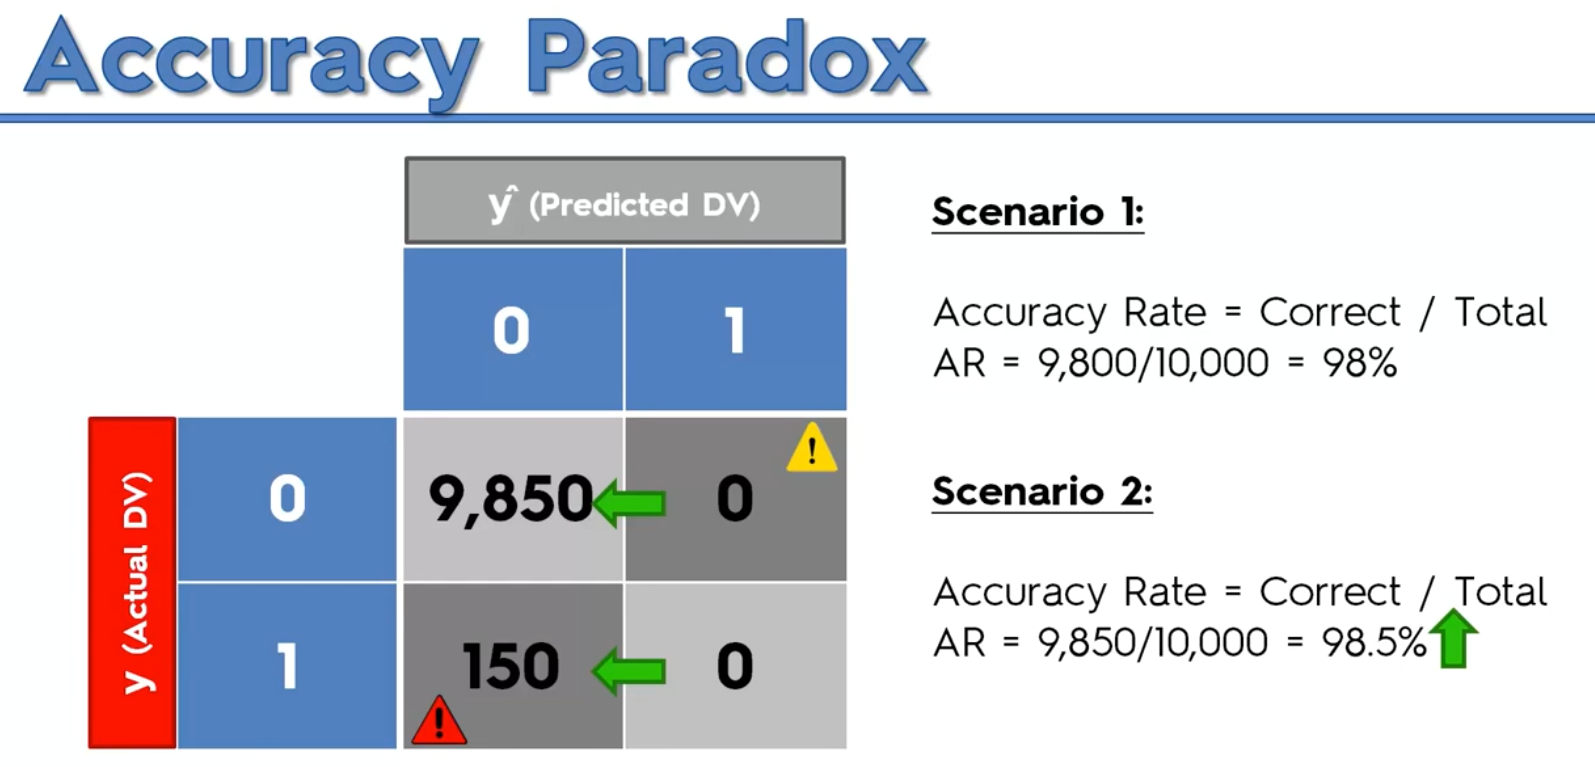 Accuracy Paradox
ŷ (Predicted DV)
0 1
y (Actual DV)
0 9,850 0
1 150 0
!
!
Scenario 1:
Accuracy Rate = Correct / Total
AR = 9,800/10,000 = 98%
Scenario 2:
Accuracy Rate = Correct / Total
AR = 9,850/10,000 = 98.5%